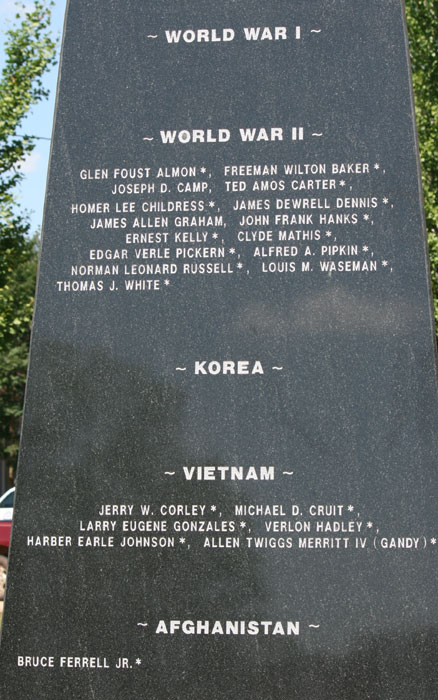 ~ WORLD WAR I ~
~ WORLD WAR II ~
GLEN FOUST ALMON*, FREEMAN WILTON BAKER*,
JOSEPH D. CAMP, TED AMOS CARTER*,
HOMER LEE CHILDRESS*, JAMES DEWRELL DENNIS*,
JAMES ALLEN GRAHAM, JOHN FRANK HANKS*,
ERNEST KELLY*, CLYDE MATHIS*,
EDGAR VERLE PICKERN*, ALFRED A. PIPKIN*,
NORMAN LEONARD RUSSELL*, LOUIS M. WASEMAN*,
THOMAS J. WHITE*
~ KOREA ~
~ VIETNAM ~
JERRY W. CORLEY*, MICHAEL D. CRUIT*,
LARRY EUGENE GONZALES*, VERLON HADLEY*,
HARBER EARLE JOHNSON*, ALLEN TWIGGS MERRITT IV (GANDY)*
~ AFGHANISTAN ~
BRUCE FERRELL JR.*